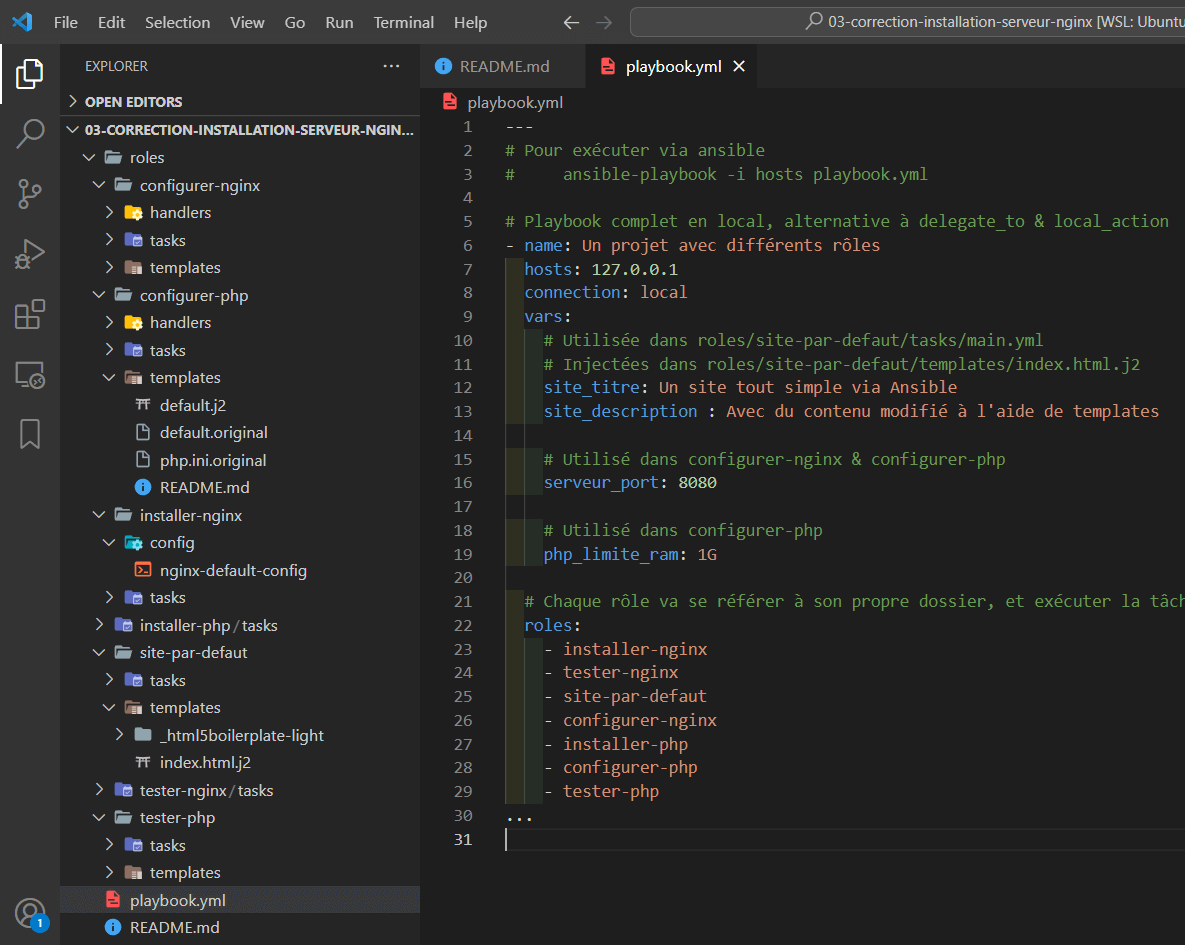 File Edit Selection View Go Run Terminal Help
03-correction-installation-serveur-nginx [WSL: Ubuntu
EXPLORER
OPEN EDITORS
03-CORRECTION-INSTALLATION-SERVEUR-NGIN...
roles
configurer-nginx
handlers
tasks
templates
configurer-php
handlers
tasks
templates
default.j2
default.original
php.ini.original
README.md
installer-nginx
config
nginx-default-config
tasks
installer-php/tasks
site-par-defaut
tasks
templates
_html5boilerplate-light
index.html.j2
tester-nginx/tasks
tester-php
tasks
templates
playbook.yml
README.md
1
README.md playbook.yml
playbook.yml
1 ---
2 # Pour exécuter via ansible
3 #     ansible-playbook -i hosts playbook.yml
4
5 # Playbook complet en local, alternative à delegate_to & local_action
6 - name: Un projet avec différents rôles
7   hosts: 127.0.0.1
8   connection: local
9   vars:
10     # Utilisée dans roles/site-par-defaut/tasks/main.yml
11     # Injectées dans roles/site-par-defaut/templates/index.html.j2
12     site_titre: Un site tout simple via Ansible
13     site_description : Avec du contenu modifié à l'aide de templates
14
15     # Utilisé dans configurer-nginx & configurer-php
16     serveur_port: 8080
17
18     # Utilisé dans configurer-php
19     php_limite_ram: 1G
20
21   # Chaque rôle va se référer à son propre dossier, et exécuter la tâch
22   roles:
23     - installer-nginx
24     - tester-nginx
25     - site-par-defaut
26     - configurer-nginx
27     - installer-php
28     - configurer-php
29     - tester-php
30 ...
31